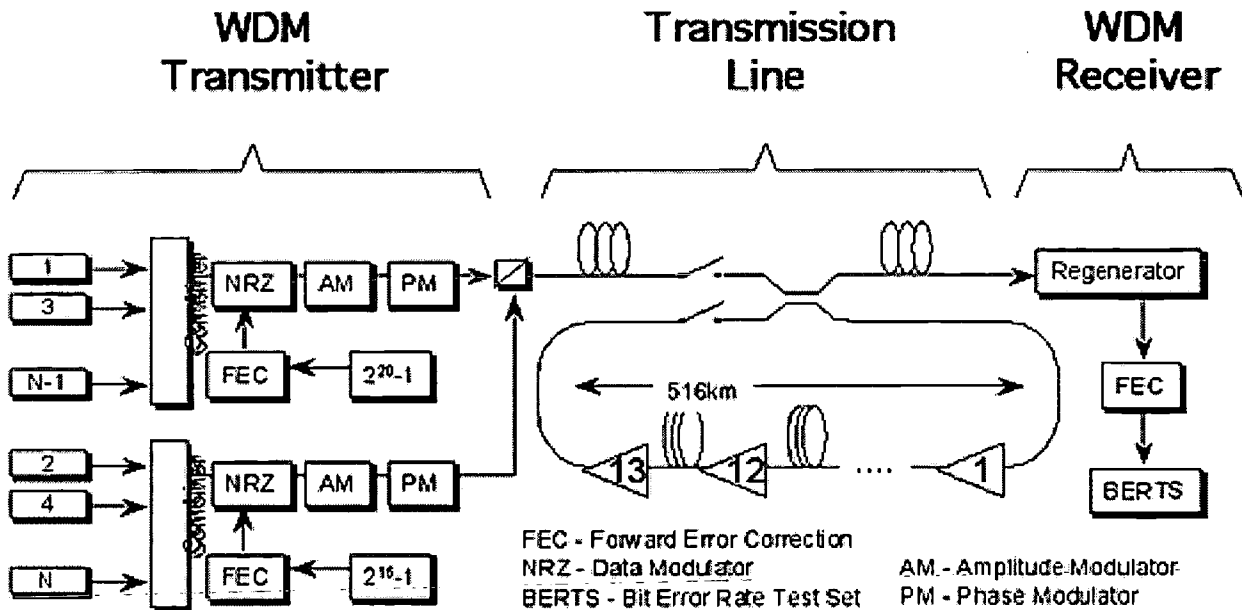 WDM
Transmitter
Transmission
Line
WDM
Receiver
1
3
N-1
Combiner
NRZ
AM
PM
FEC
2²⁰-1
2
4
N
Combiner
NRZ
AM
PM
FEC
2¹⁶-1
516km
13
12
....
1
Regenerator
FEC
BERTS
FEC - Forward Error Correction
NRZ - Data Modulator
BERTS - Bit Error Rate Test Set
AM - Amplitude Modulator
PM - Phase Modulator